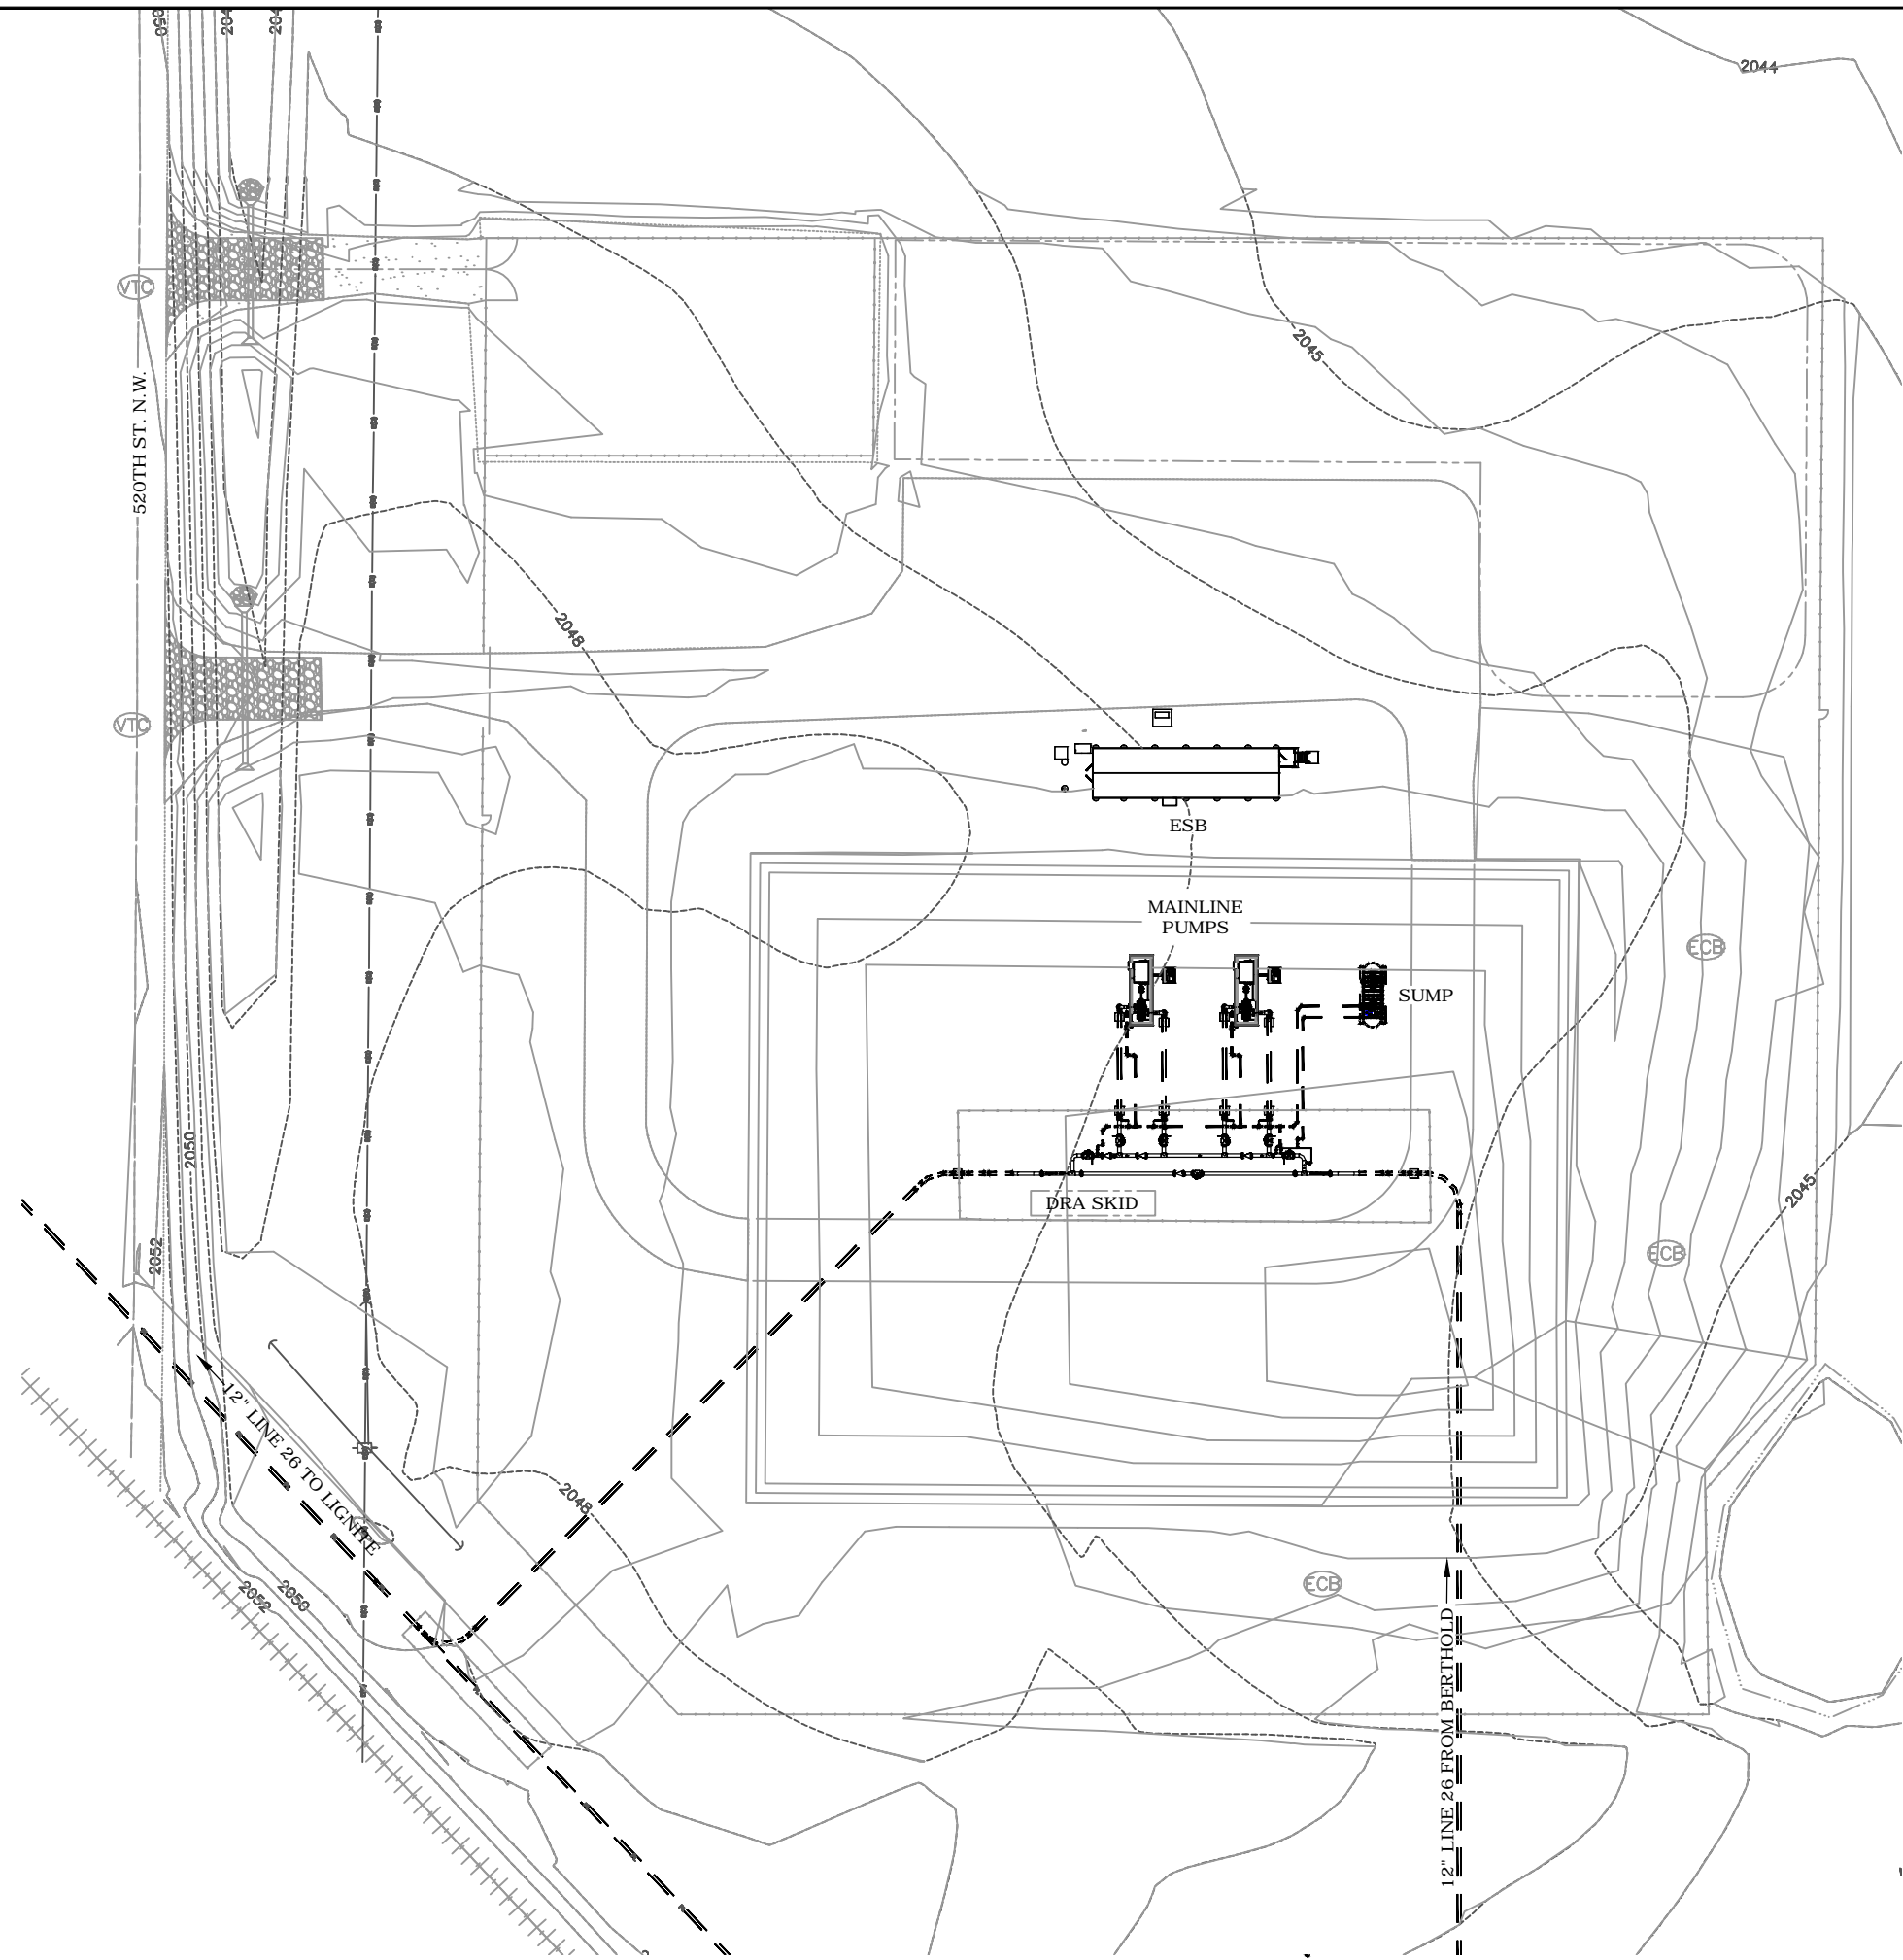 2044
2045
VTC
520TH ST. N.W.
2048
VTC
ESB
MAINLINE
PUMPS
ECB
SUMP
2050
2045
DRA SKID
2052
ECB
12" LINE 26 TO LIGNITE
2048
2052
2050
ECB
12" LINE 26 FROM BERTHOLD